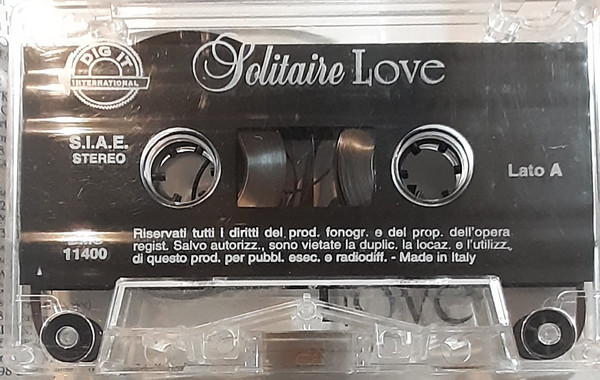 DIG IT
INTERNATIONAL
Solitaire LOVE
S.I.A.E.
STEREO
Lato A
11400
Riservati tutti i diritti del prod. fonogr. e del prop. dell'opera
regist. Salvo autorizz., sono vietate la duplic. la locaz. e l'utilizz.,
di questo prod. per pubbl. esec. e radiodiff. - Made in Italy
LOVE